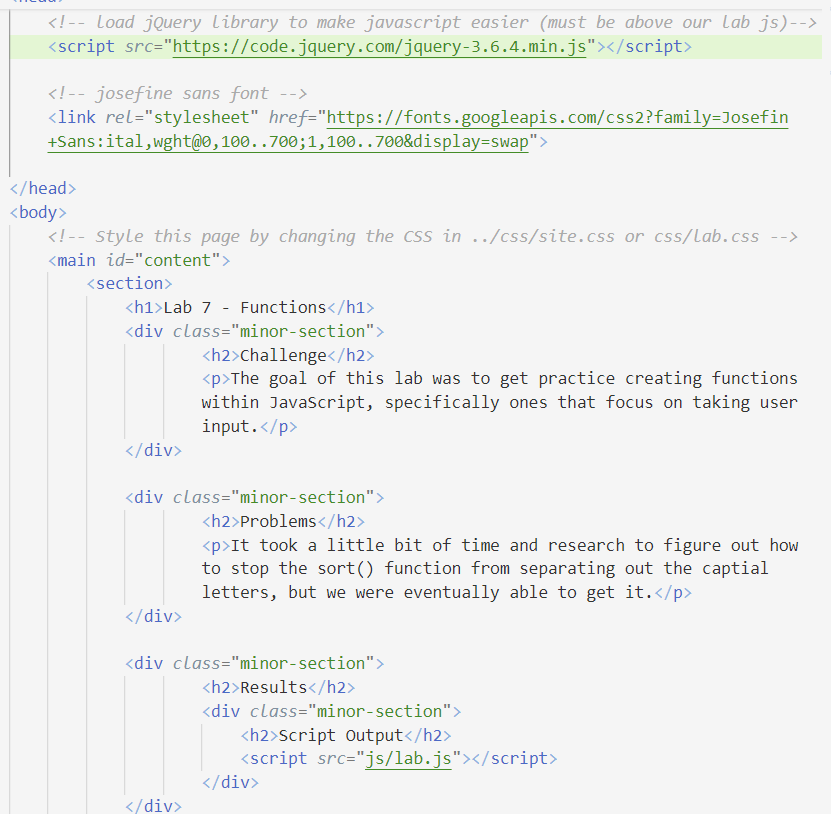 <!-- load jQuery library to make javascript easier (must be above our lab js)-->
<script src="https://code.jquery.com/jquery-3.6.4.min.js"></script>
<!-- josefine sans font -->
<link rel="stylesheet" href="https://fonts.googleapis.com/css2?family=Josefin
+Sans:ital,wght@0,100..700;1,100..700&display=swap">
</head>
<body>
<!-- Style this page by changing the CSS in ../css/site.css or css/lab.css -->
<main id="content">
<section>
<h1>Lab 7 - Functions</h1>
<div class="minor-section">
<h2>Challenge</h2>
<p>The goal of this lab was to get practice creating functions
within JavaScript, specifically ones that focus on taking user
input.</p>
</div>
<div class="minor-section">
<h2>Problems</h2>
<p>It took a little bit of time and research to figure out how
to stop the sort() function from separating out the captial
letters, but we were eventually able to get it.</p>
</div>
<div class="minor-section">
<h2>Results</h2>
<div class="minor-section">
<h2>Script Output</h2>
<script src="js/lab.js"></script>
</div>
</div>